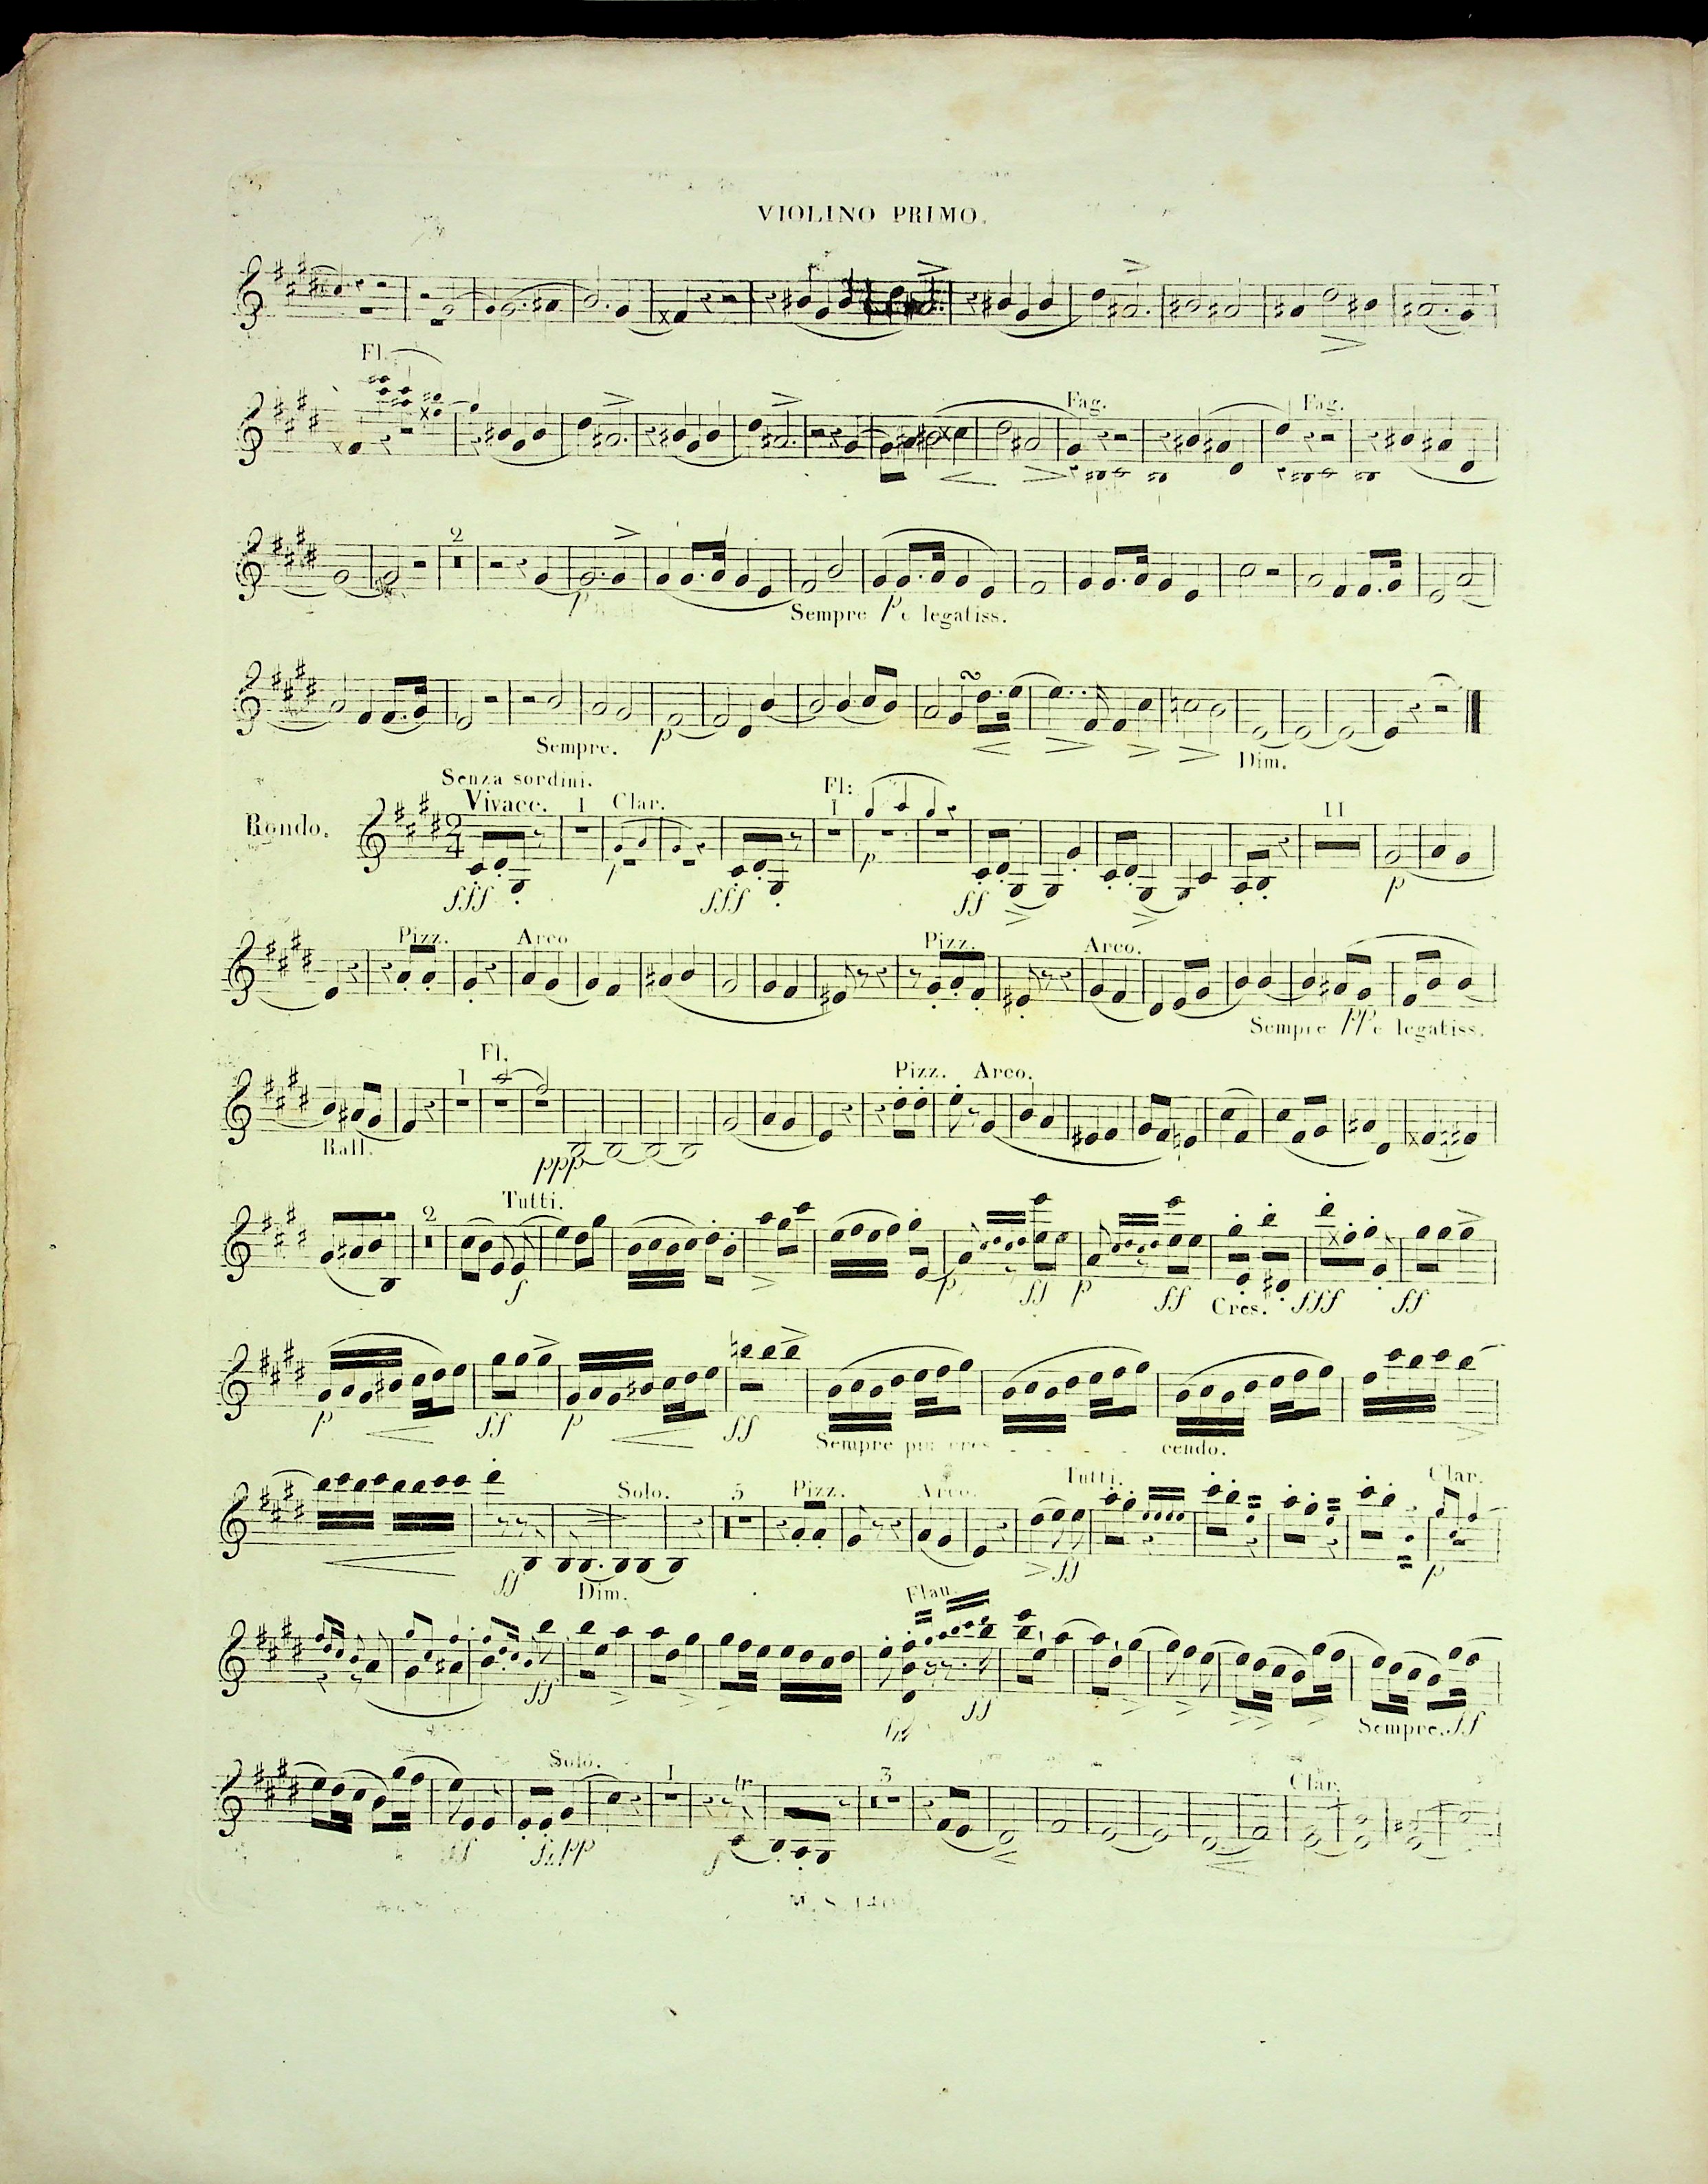 VIOLINO PRIMO.
Fl.
Fag. Fag.
2
p
Sempre p e legatiss.
Sempre. p Dim.
Senza sordini.
Rondo. Vivace. 1 Clar. Fl: 1 11
fff p fff p ff p
Pizz. Arco Pizz. Arco.
Sempre pp e legatiss.
1 Fl. Pizz. Arco.
Rall. ppp
2 Tutti.
f p ff p ff Cres. fff ff
p ff p ff Sempre piu cres - - - cendo.
Solo. 5 Pizz. Arco. Tutti. Clar.
ff Dim. ff p
Flau.
ff ff Sempre. ff
Solo. 1 tr 3 Clar.
ff pp f